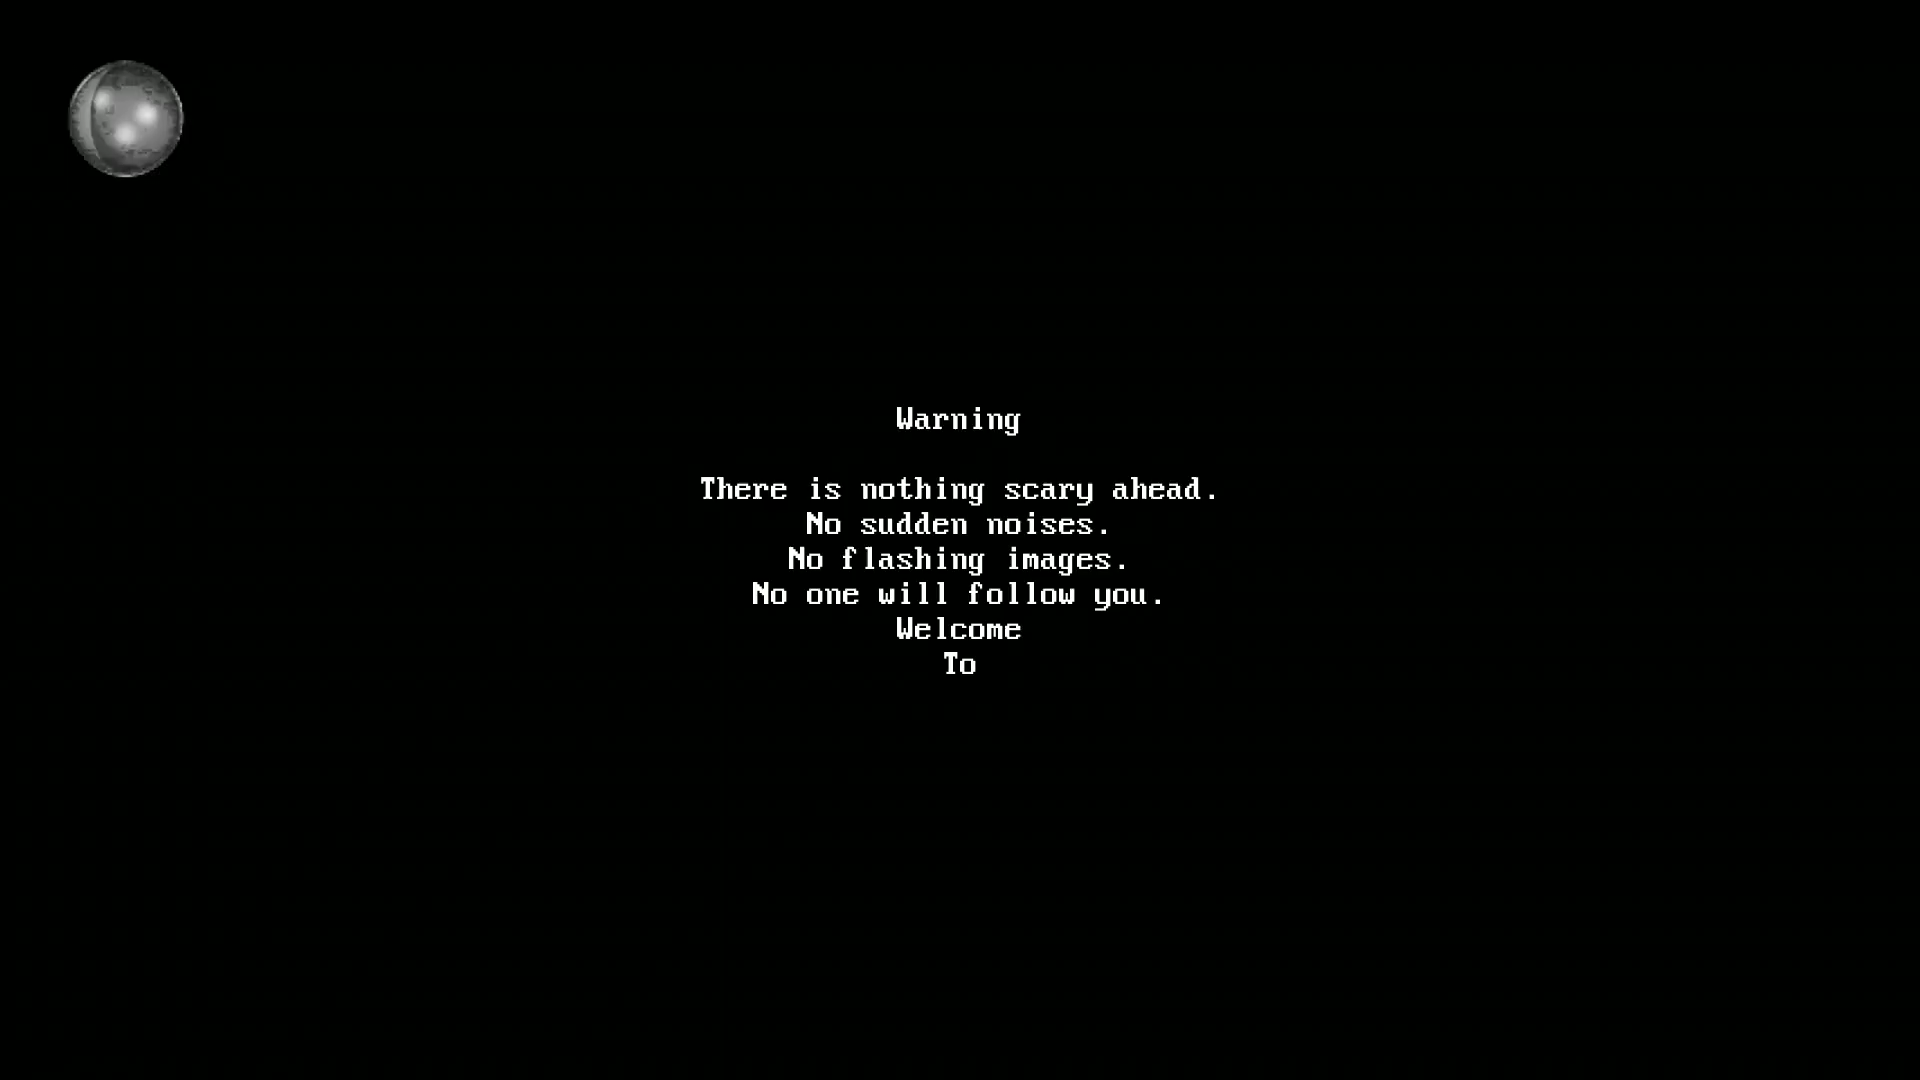 Warning
There is nothing scary ahead.
No sudden noises.
No flashing images.
No one will follow you.
Welcome
To